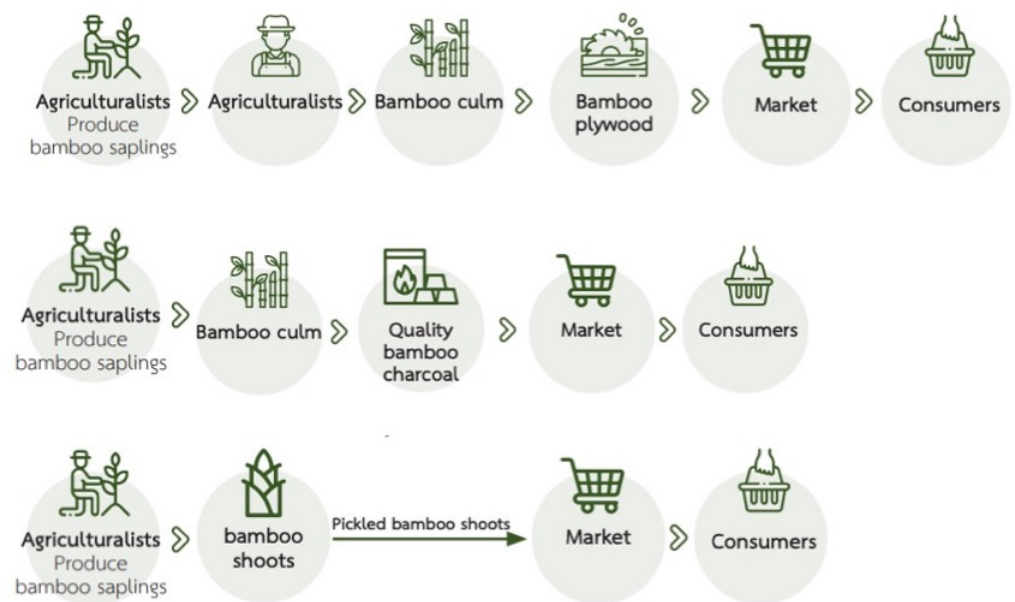 Agriculturalists
Produce
bamboo saplings
Agriculturalists
Bamboo culm
Bamboo
plywood
Market
Consumers
Agriculturalists
Produce
bamboo saplings
Bamboo culm
Quality
bamboo
charcoal
Market
Consumers
Agriculturalists
Produce
bamboo saplings
bamboo
shoots
Pickled bamboo shoots
Market
Consumers